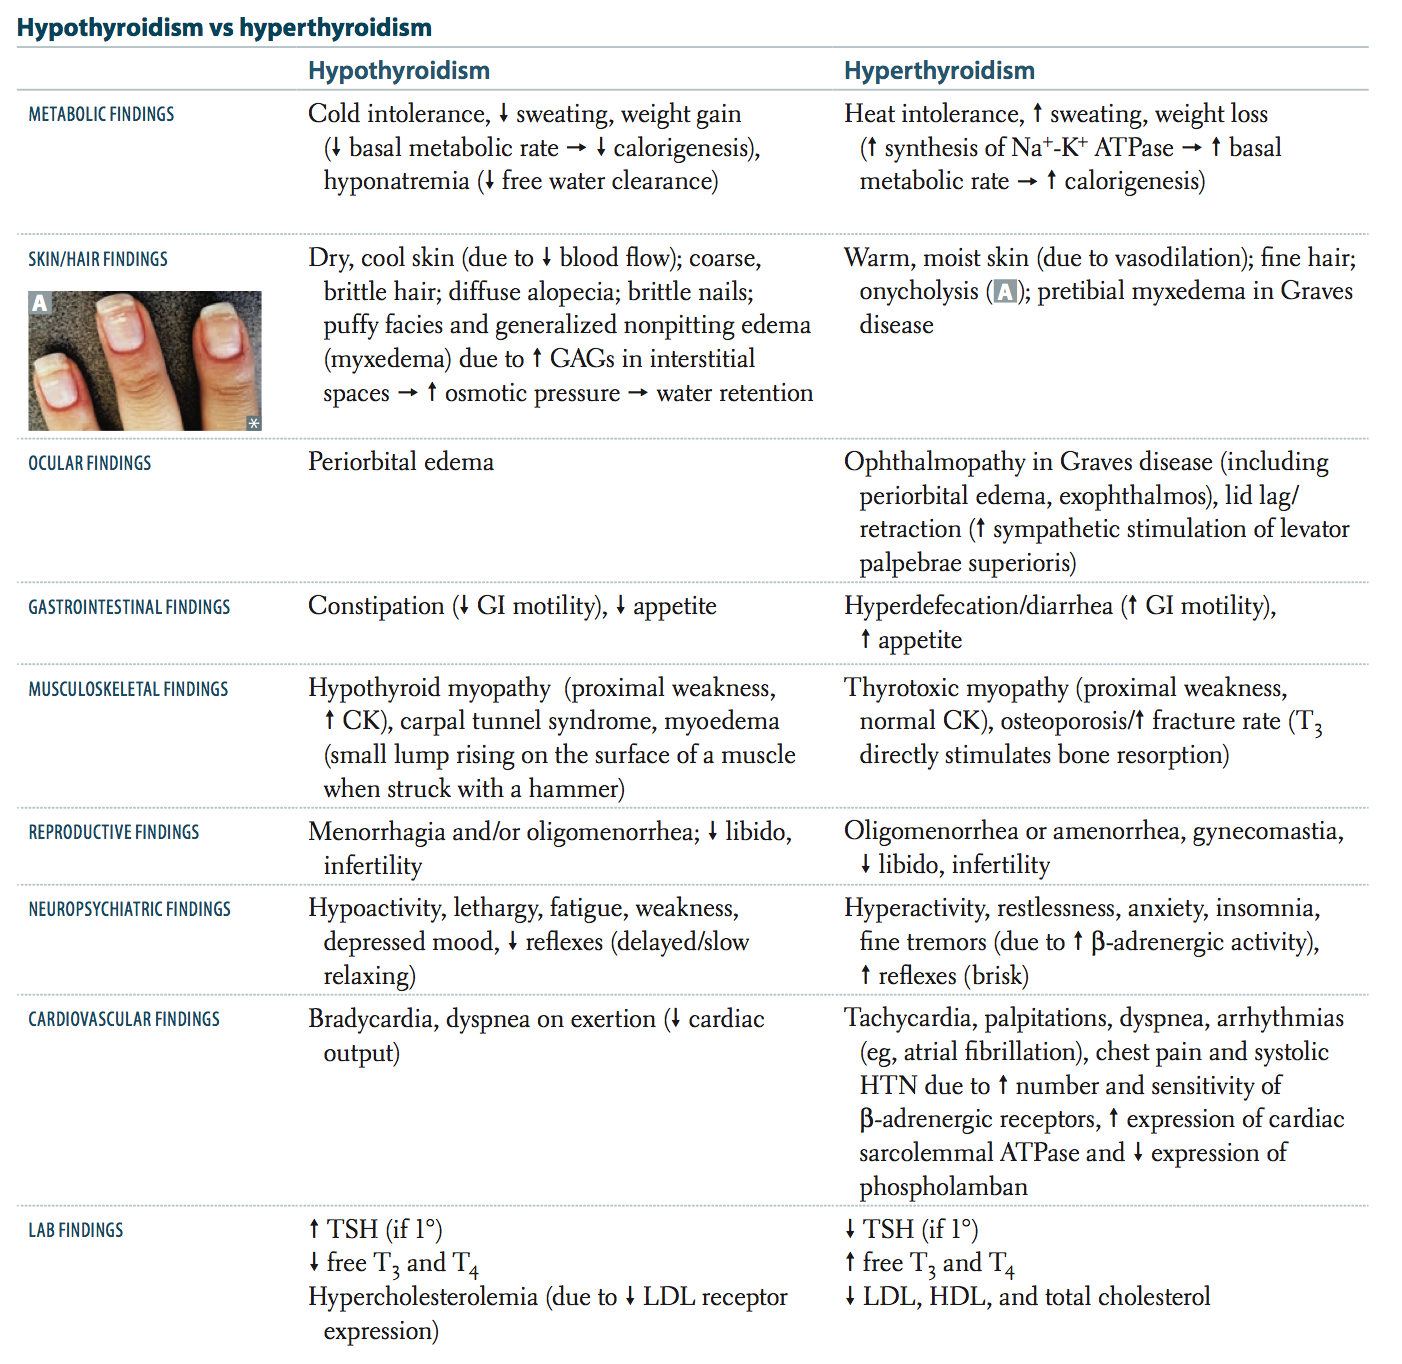 Hypothyroidism vs hyperthyroidism
Hypothyroidism Hyperthyroidism
METABOLIC FINDINGS
Cold intolerance, ↓ sweating, weight gain
(↓ basal metabolic rate → ↓ calorigenesis),
hyponatremia (↓ free water clearance)
Heat intolerance, ↑ sweating, weight loss
(↑ synthesis of Na⁺-K⁺ ATPase → ↑ basal
metabolic rate → ↑ calorigenesis)
SKIN/HAIR FINDINGS
A
*
Dry, cool skin (due to ↓ blood flow); coarse,
brittle hair; diffuse alopecia; brittle nails;
puffy facies and generalized nonpitting edema
(myxedema) due to ↑ GAGs in interstitial
spaces → ↑ osmotic pressure → water retention
Warm, moist skin (due to vasodilation); fine hair;
onycholysis (A); pretibial myxedema in Graves
disease
OCULAR FINDINGS
Periorbital edema
Ophthalmopathy in Graves disease (including
periorbital edema, exophthalmos), lid lag/
retraction (↑ sympathetic stimulation of levator
palpebrae superioris)
GASTROINTESTINAL FINDINGS
Constipation (↓ GI motility), ↓ appetite
Hyperdefecation/diarrhea (↑ GI motility),
↑ appetite
MUSCULOSKELETAL FINDINGS
Hypothyroid myopathy (proximal weakness,
↑ CK), carpal tunnel syndrome, myoedema
(small lump rising on the surface of a muscle
when struck with a hammer)
Thyrotoxic myopathy (proximal weakness,
normal CK), osteoporosis/↑ fracture rate (T₃
directly stimulates bone resorption)
REPRODUCTIVE FINDINGS
Menorrhagia and/or oligomenorrhea; ↓ libido,
infertility
Oligomenorrhea or amenorrhea, gynecomastia,
↓ libido, infertility
NEUROPSYCHIATRIC FINDINGS
Hypoactivity, lethargy, fatigue, weakness,
depressed mood, ↓ reflexes (delayed/slow
relaxing)
Hyperactivity, restlessness, anxiety, insomnia,
fine tremors (due to ↑ β-adrenergic activity),
↑ reflexes (brisk)
CARDIOVASCULAR FINDINGS
Bradycardia, dyspnea on exertion (↓ cardiac
output)
Tachycardia, palpitations, dyspnea, arrhythmias
(eg, atrial fibrillation), chest pain and systolic
HTN due to ↑ number and sensitivity of
β-adrenergic receptors, ↑ expression of cardiac
sarcolemmal ATPase and ↓ expression of
phospholamban
LAB FINDINGS
↑ TSH (if 1°)
↓ free T₃ and T₄
Hypercholesterolemia (due to ↓ LDL receptor
expression)
↓ TSH (if 1°)
↑ free T₃ and T₄
↓ LDL, HDL, and total cholesterol